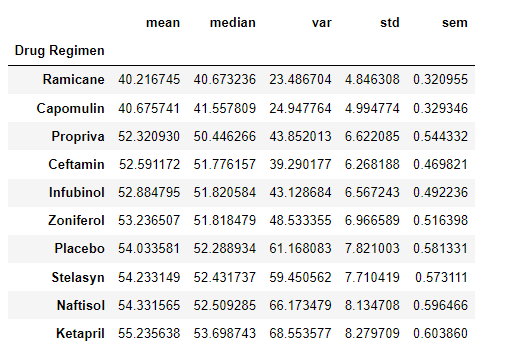 mean median var std sem
Drug Regimen
Ramicane 40.216745 40.673236 23.486704 4.846308 0.320955
Capomulin 40.675741 41.557809 24.947764 4.994774 0.329346
Propriva 52.320930 50.446266 43.852013 6.622085 0.544332
Ceftamin 52.591172 51.776157 39.290177 6.268188 0.469821
Infubinol 52.884795 51.820584 43.128684 6.567243 0.492236
Zoniferol 53.236507 51.818479 48.533355 6.966589 0.516398
Placebo 54.033581 52.288934 61.168083 7.821003 0.581331
Stelasyn 54.233149 52.431737 59.450562 7.710419 0.573111
Naftisol 54.331565 52.509285 66.173479 8.134708 0.596466
Ketapril 55.235638 53.698743 68.553577 8.279709 0.603860